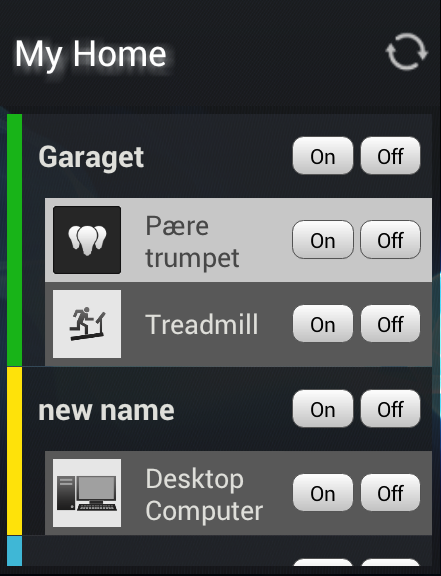 My Home
Garaget On Off
Pære
trumpet
On Off
Treadmill On Off
new name On Off
Desktop
Computer
On Off